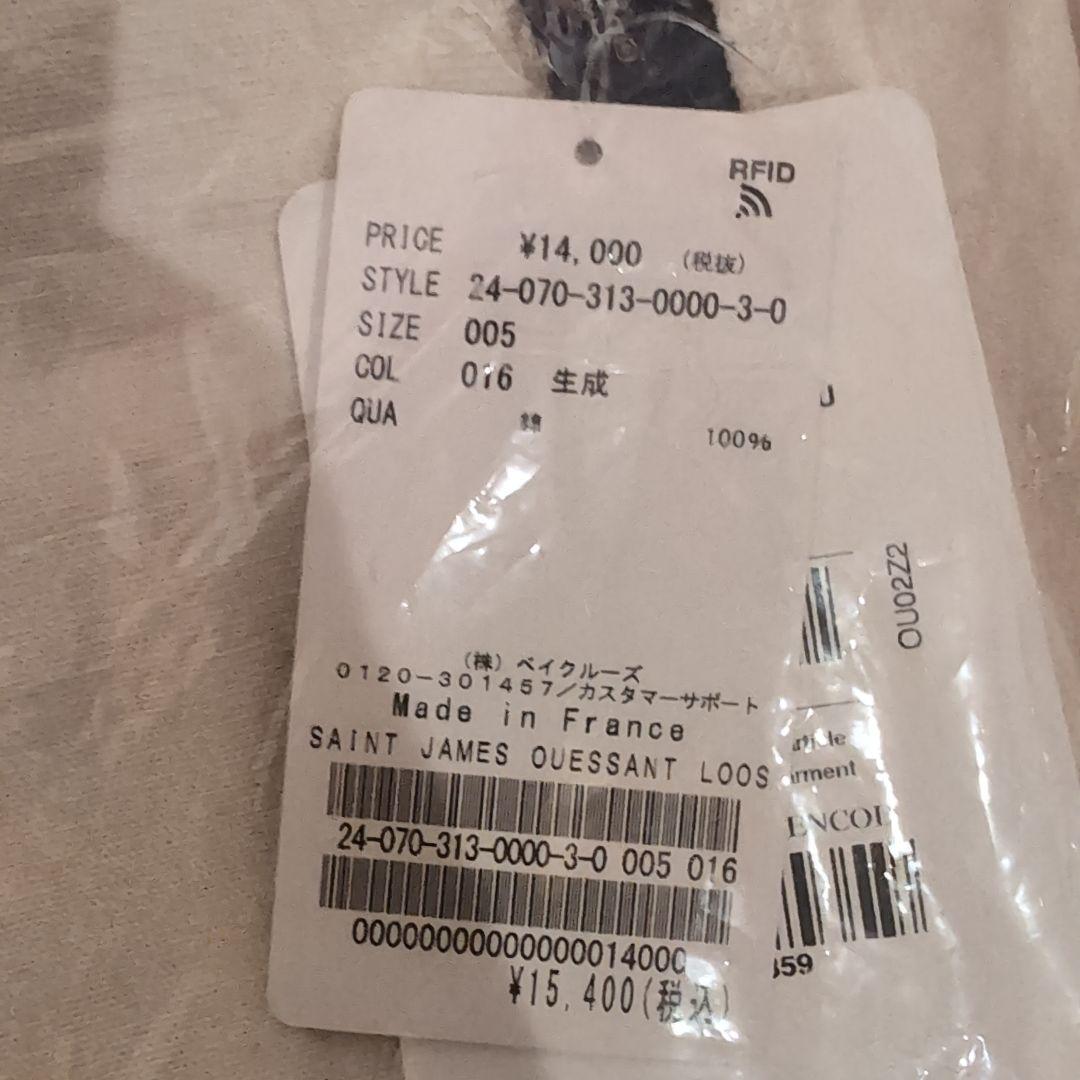 RFID
PRICE ¥14,000 (税抜)
STYLE 24-070-313-0000-3-0
SIZE 005
COL 016 生成
QUA 綿 100%
J
OU02Z2
(株) ベイクルーズ
0120-301457/カスタマーサポート
Made in France
SAINT JAMES OUESSANT LOOS
24-070-313-0000-3-0 005 016
ENCOD
¥15,400(税込)